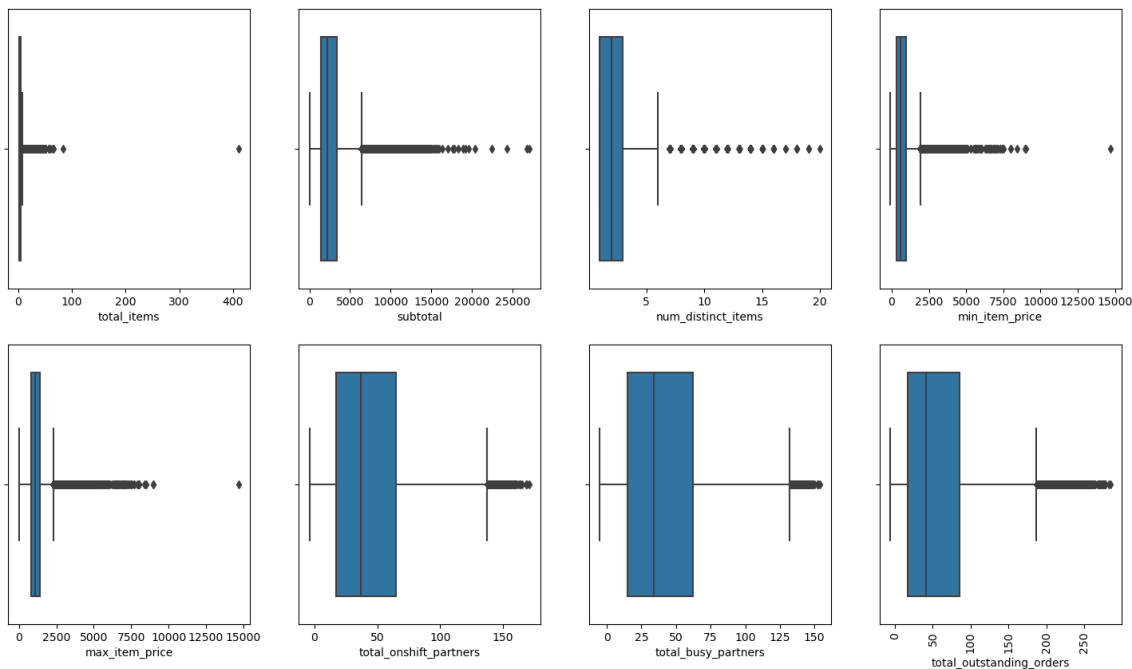 0 100 200 300 400
total_items
0 5000 10000 15000 20000 25000
subtotal
5 10 15 20
num_distinct_items
0 2500 5000 7500 10000 15000
min_item_price
0 2500 5000 7500 10000 15000
max_item_price
0 50 100 150
total_onshift_partners
0 25 50 75 100 125 150
total_busy_partners
0 50 100 150 200 250
total_outstanding_orders